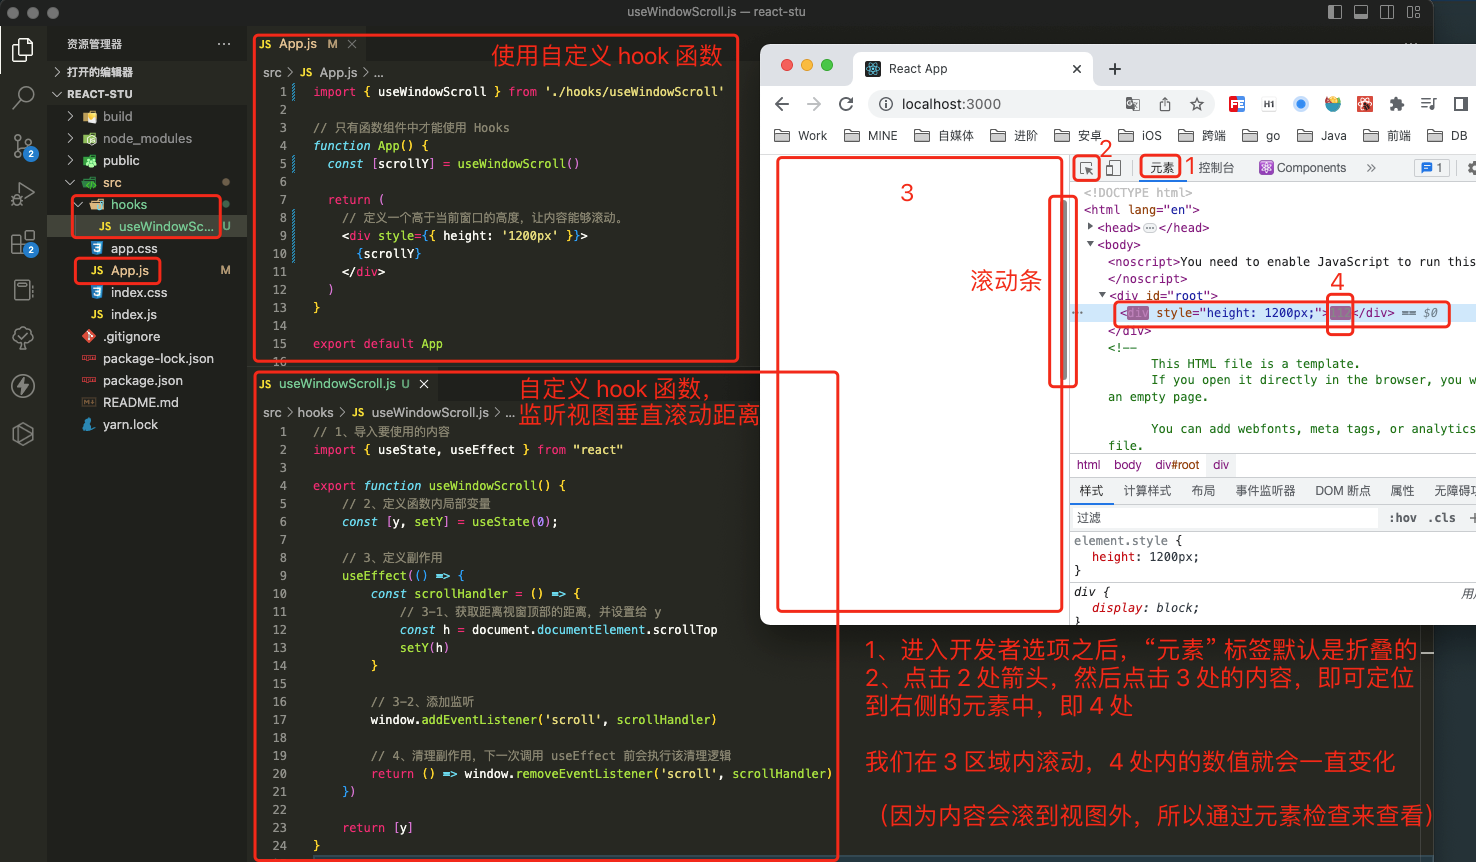 useWindowScroll.js — react-stu
资源管理器
打开的编辑器
REACT-STU
build
node_modules
public
src
hooks
JS useWindowSc... U
app.css
JS App.js M
index.css
JS index.js
.gitignore
package-lock.json
package.json
README.md
yarn.lock
2
2
JS App.js M
使用自定义 hook 函数
src > JS App.js > ...
1 import { useWindowScroll } from './hooks/useWindowScroll'
2
3 // 只有函数组件中才能使用 Hooks
4 function App() {
5 const [scrollY] = useWindowScroll()
6
7 return (
8 // 定义一个高于当前窗口的高度，让内容能够滚动。
9 <div style={{ height: '1200px' }}>
10 {scrollY}
11 </div>
12 )
13 }
14
15 export default App
16
JS useWindowScroll.js U
自定义 hook 函数，
监听视图垂直滚动距离
src > hooks > JS useWindowScroll.js > ...
1 // 1、导入要使用的内容
2 import { useState, useEffect } from "react"
3
4 export function useWindowScroll() {
5 // 2、定义函数内局部变量
6 const [y, setY] = useState(0);
7
8 // 3、定义副作用
9 useEffect(() => {
10 const scrollHandler = () => {
11 // 3-1、获取距离视窗顶部的距离，并设置给 y
12 const h = document.documentElement.scrollTop
13 setY(h)
14 }
15
16 // 3-2、添加监听
17 window.addEventListener('scroll', scrollHandler)
18
19 // 4、清理副作用，下一次调用 useEffect 前会执行该清理逻辑
20 return () => window.removeEventListener('scroll', scrollHandler)
21 })
22
23 return [y]
24 }
React App
localhost:3000
FE
H1
Work MINE 自媒体 进阶 安卓 iOS 跨端 go Java 前端 DB
2
元素 1 控制台 Components » 1
3
滚动条
<!DOCTYPE html>
<html lang="en">
<head>…</head>
<body>
<noscript>You need to enable JavaScript to run this
</noscript>
4
<div id="root">
<div style="height: 1200px;"></div> == $0
</div>
<!--
This HTML file is a template.
If you open it directly in the browser, you w
an empty page.
You can add webfonts, meta tags, or analytics
file.
html body div#root div
样式 计算样式 布局 事件监听器 DOM 断点 属性 无障碍
过滤 :hov .cls +
element.style {
height: 1200px;
}
div {
display: block;
}
1、进入开发者选项之后，“元素” 标签默认是折叠的
2、点击 2 处箭头，然后点击 3 处的内容，即可定位
到右侧的元素中，即 4 处
我们在 3 区域内滚动，4 处内的数值就会一直变化
（因为内容会滚到视图外，所以通过元素检查来查看）